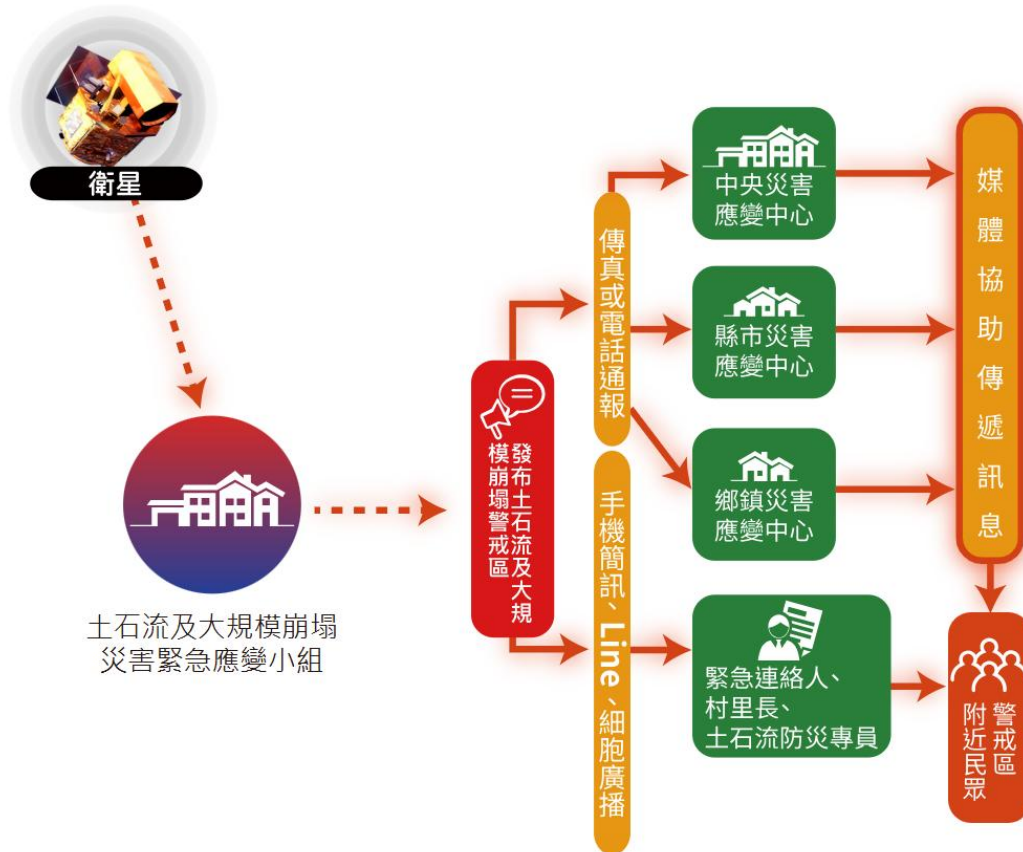 衛星
土石流及大規模崩塌
災害緊急應變小組
發布土石流及大規
模崩塌警戒區
傳真或電話通報
手機簡訊、Line、細胞廣播
中央災害
應變中心
縣市災害
應變中心
鄉鎮災害
應變中心
緊急連絡人、
村里長、
土石流防災專員
媒體協助傳遞訊息
警戒區
附近民眾